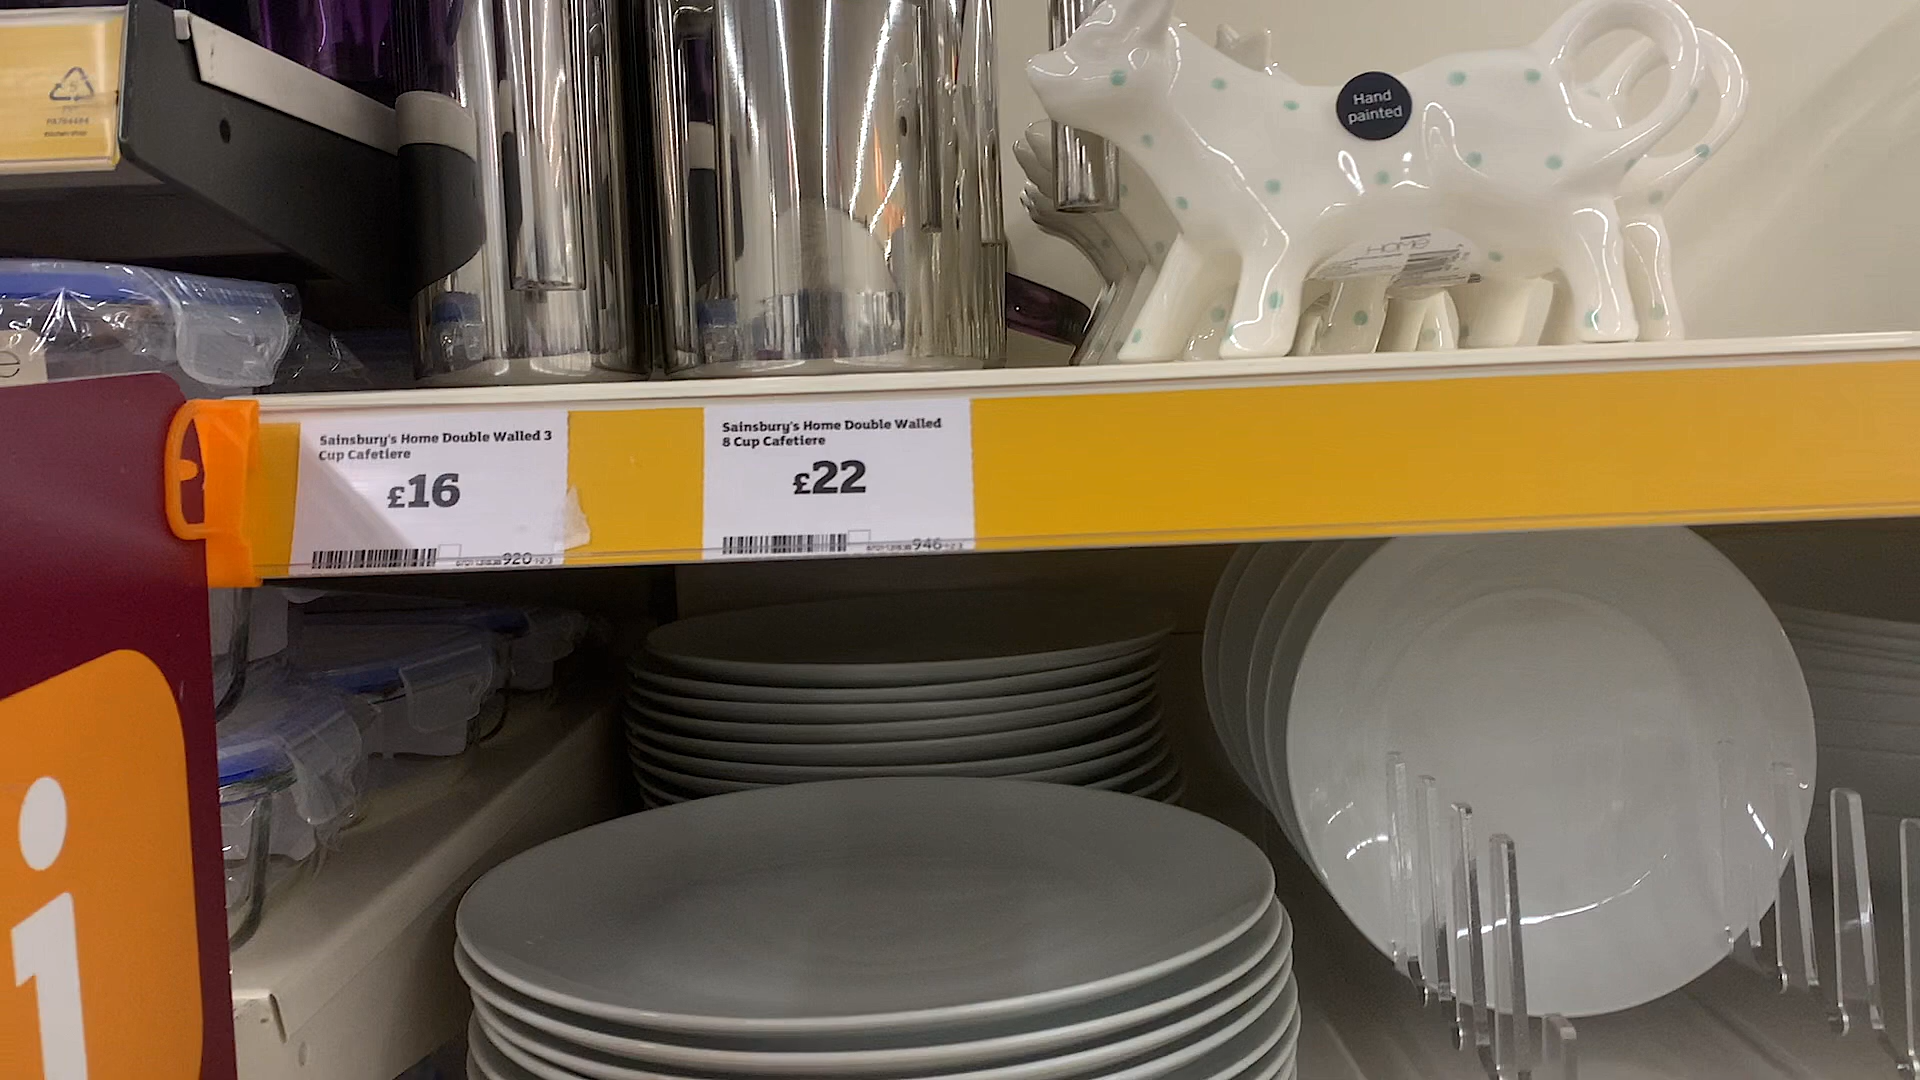 Hand
painted
HOME
Sainsbury's Home Double Walled 3
Cup Cafetiere
£16
920
Sainsbury's Home Double Walled
8 Cup Cafetiere
£22
946
e
i